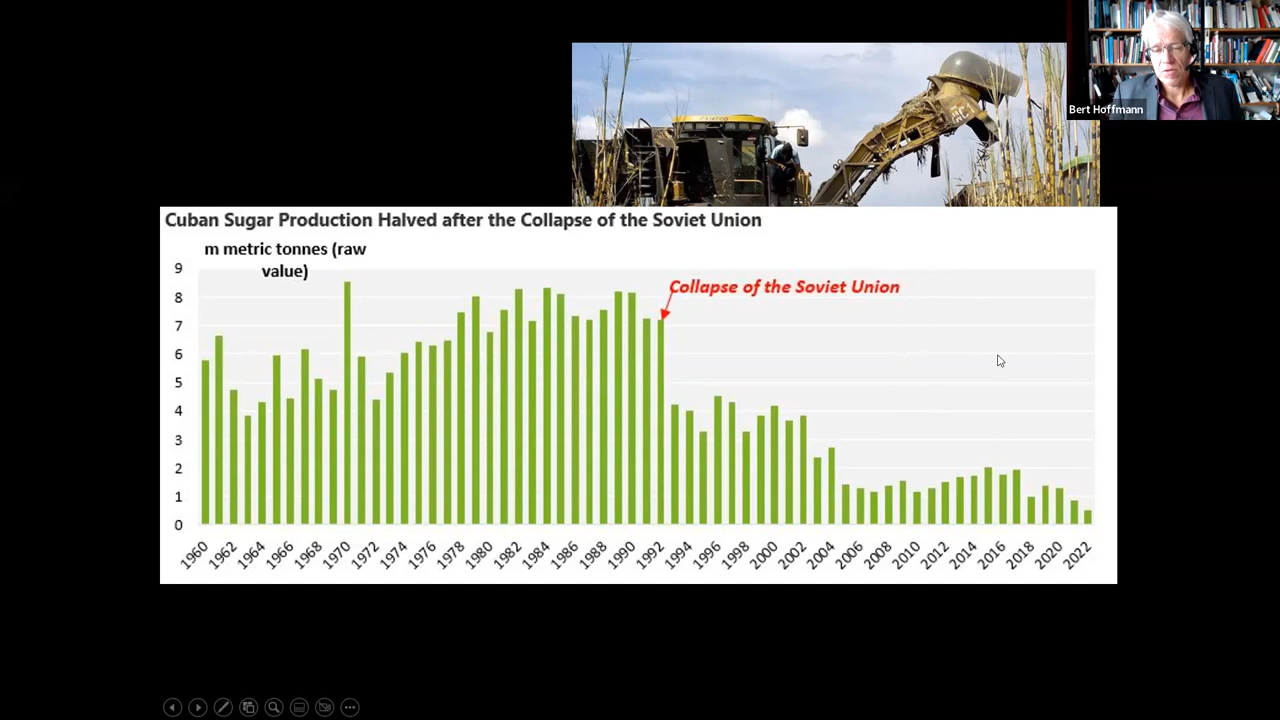 Bert Hoffmann
Cuban Sugar Production Halved after the Collapse of the Soviet Union
m metric tonnes (raw
value)
Collapse of the Soviet Union
9
8
7
6
5
4
3
2
1
0
1960 1962 1964 1966 1968 1970 1972 1974 1976 1978 1980 1982 1984 1986 1988 1990 1992 1994 1996 1998 2000 2002 2004 2006 2008 2010 2012 2014 2016 2018 2020 2022